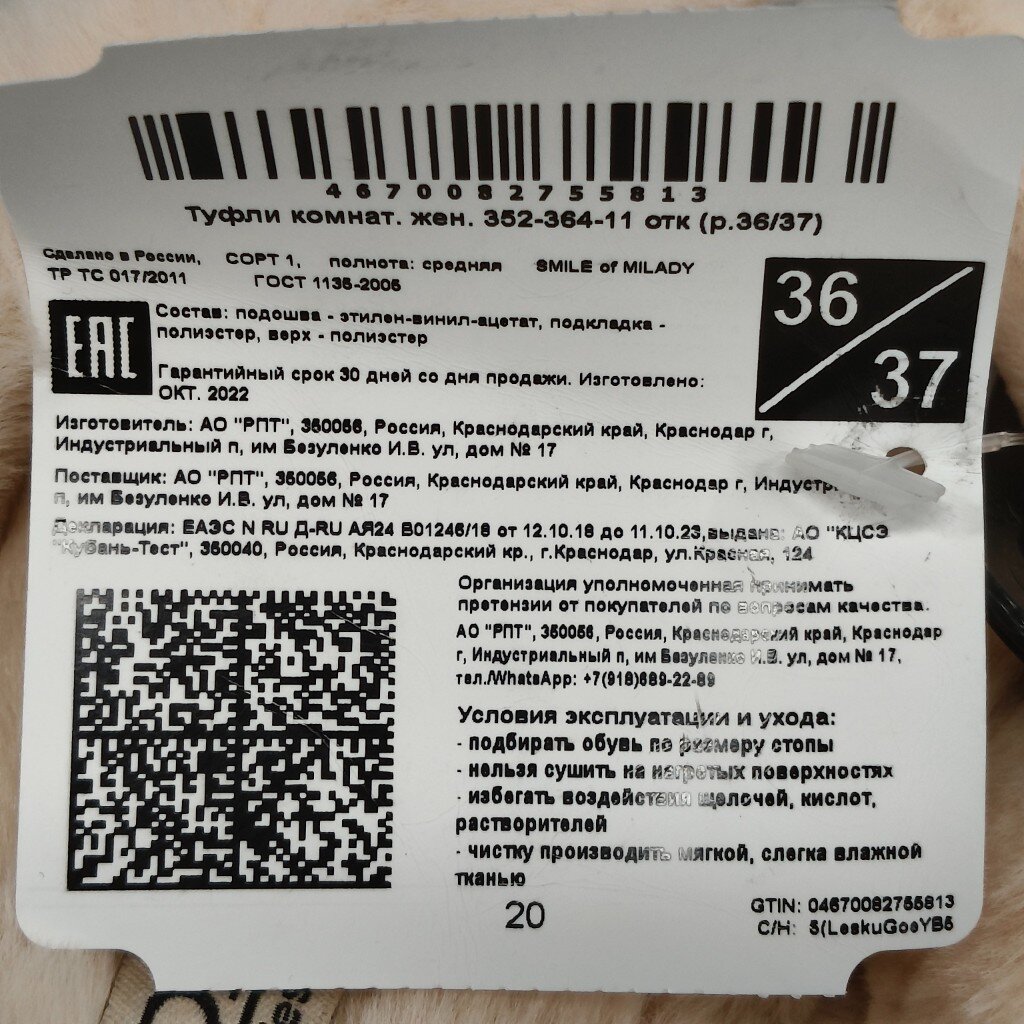 4670082755813
Туфли комнат. жен. 352-364-11 отк (р.36/37)
Сделано в России, СОРТ 1, полнота: средняя SMILE of MILADY
ТР ТС 017/2011 ГОСТ 1135-2005
36
37
EAC
Состав: подошва - этилен-винил-ацетат, подкладка -
полиэстер, верх - полиэстер
Гарантийный срок 30 дней со дня продажи. Изготовлено:
ОКТ. 2022
Изготовитель: АО "РПТ", 350056, Россия, Краснодарский край, Краснодар г,
Индустриальный п, им Безуленко И.В. ул, дом № 17
Поставщик: АО "РПТ", 350056, Россия, Краснодарский край, Краснодар г,
п, им Безуленко И.В. ул, дом № 17
Декларация: ЕАЭС N RU Д-RU АЯ24 В01246/18 от 12.10.18 до 11.10.23,выдана: АО "КЦСЭ
"Кубань-Тест", 350040, Россия, Краснодарский кр., г.Краснодар, ул.Красная, 124
Организация уполномоченная принимать
претензии от покупателей по вопросам качества.
АО "РПТ", 350056, Россия, Краснодарский край, Краснодар
г, Индустриальный п, им Безуленко И.В. ул, дом № 17,
тел./WhatsApp: +7(918)689-22-89
Условия эксплуатации и ухода:
- подбирать обувь по размеру стопы
- нельзя сушить на нагретых поверхностях
- избегать воздействия щелочей, кислот,
растворителей
- чистку производить мягкой, слегка влажной
тканью
20
GTIN: 04670082755813
С/Н: 5(LeskuGoeYB5